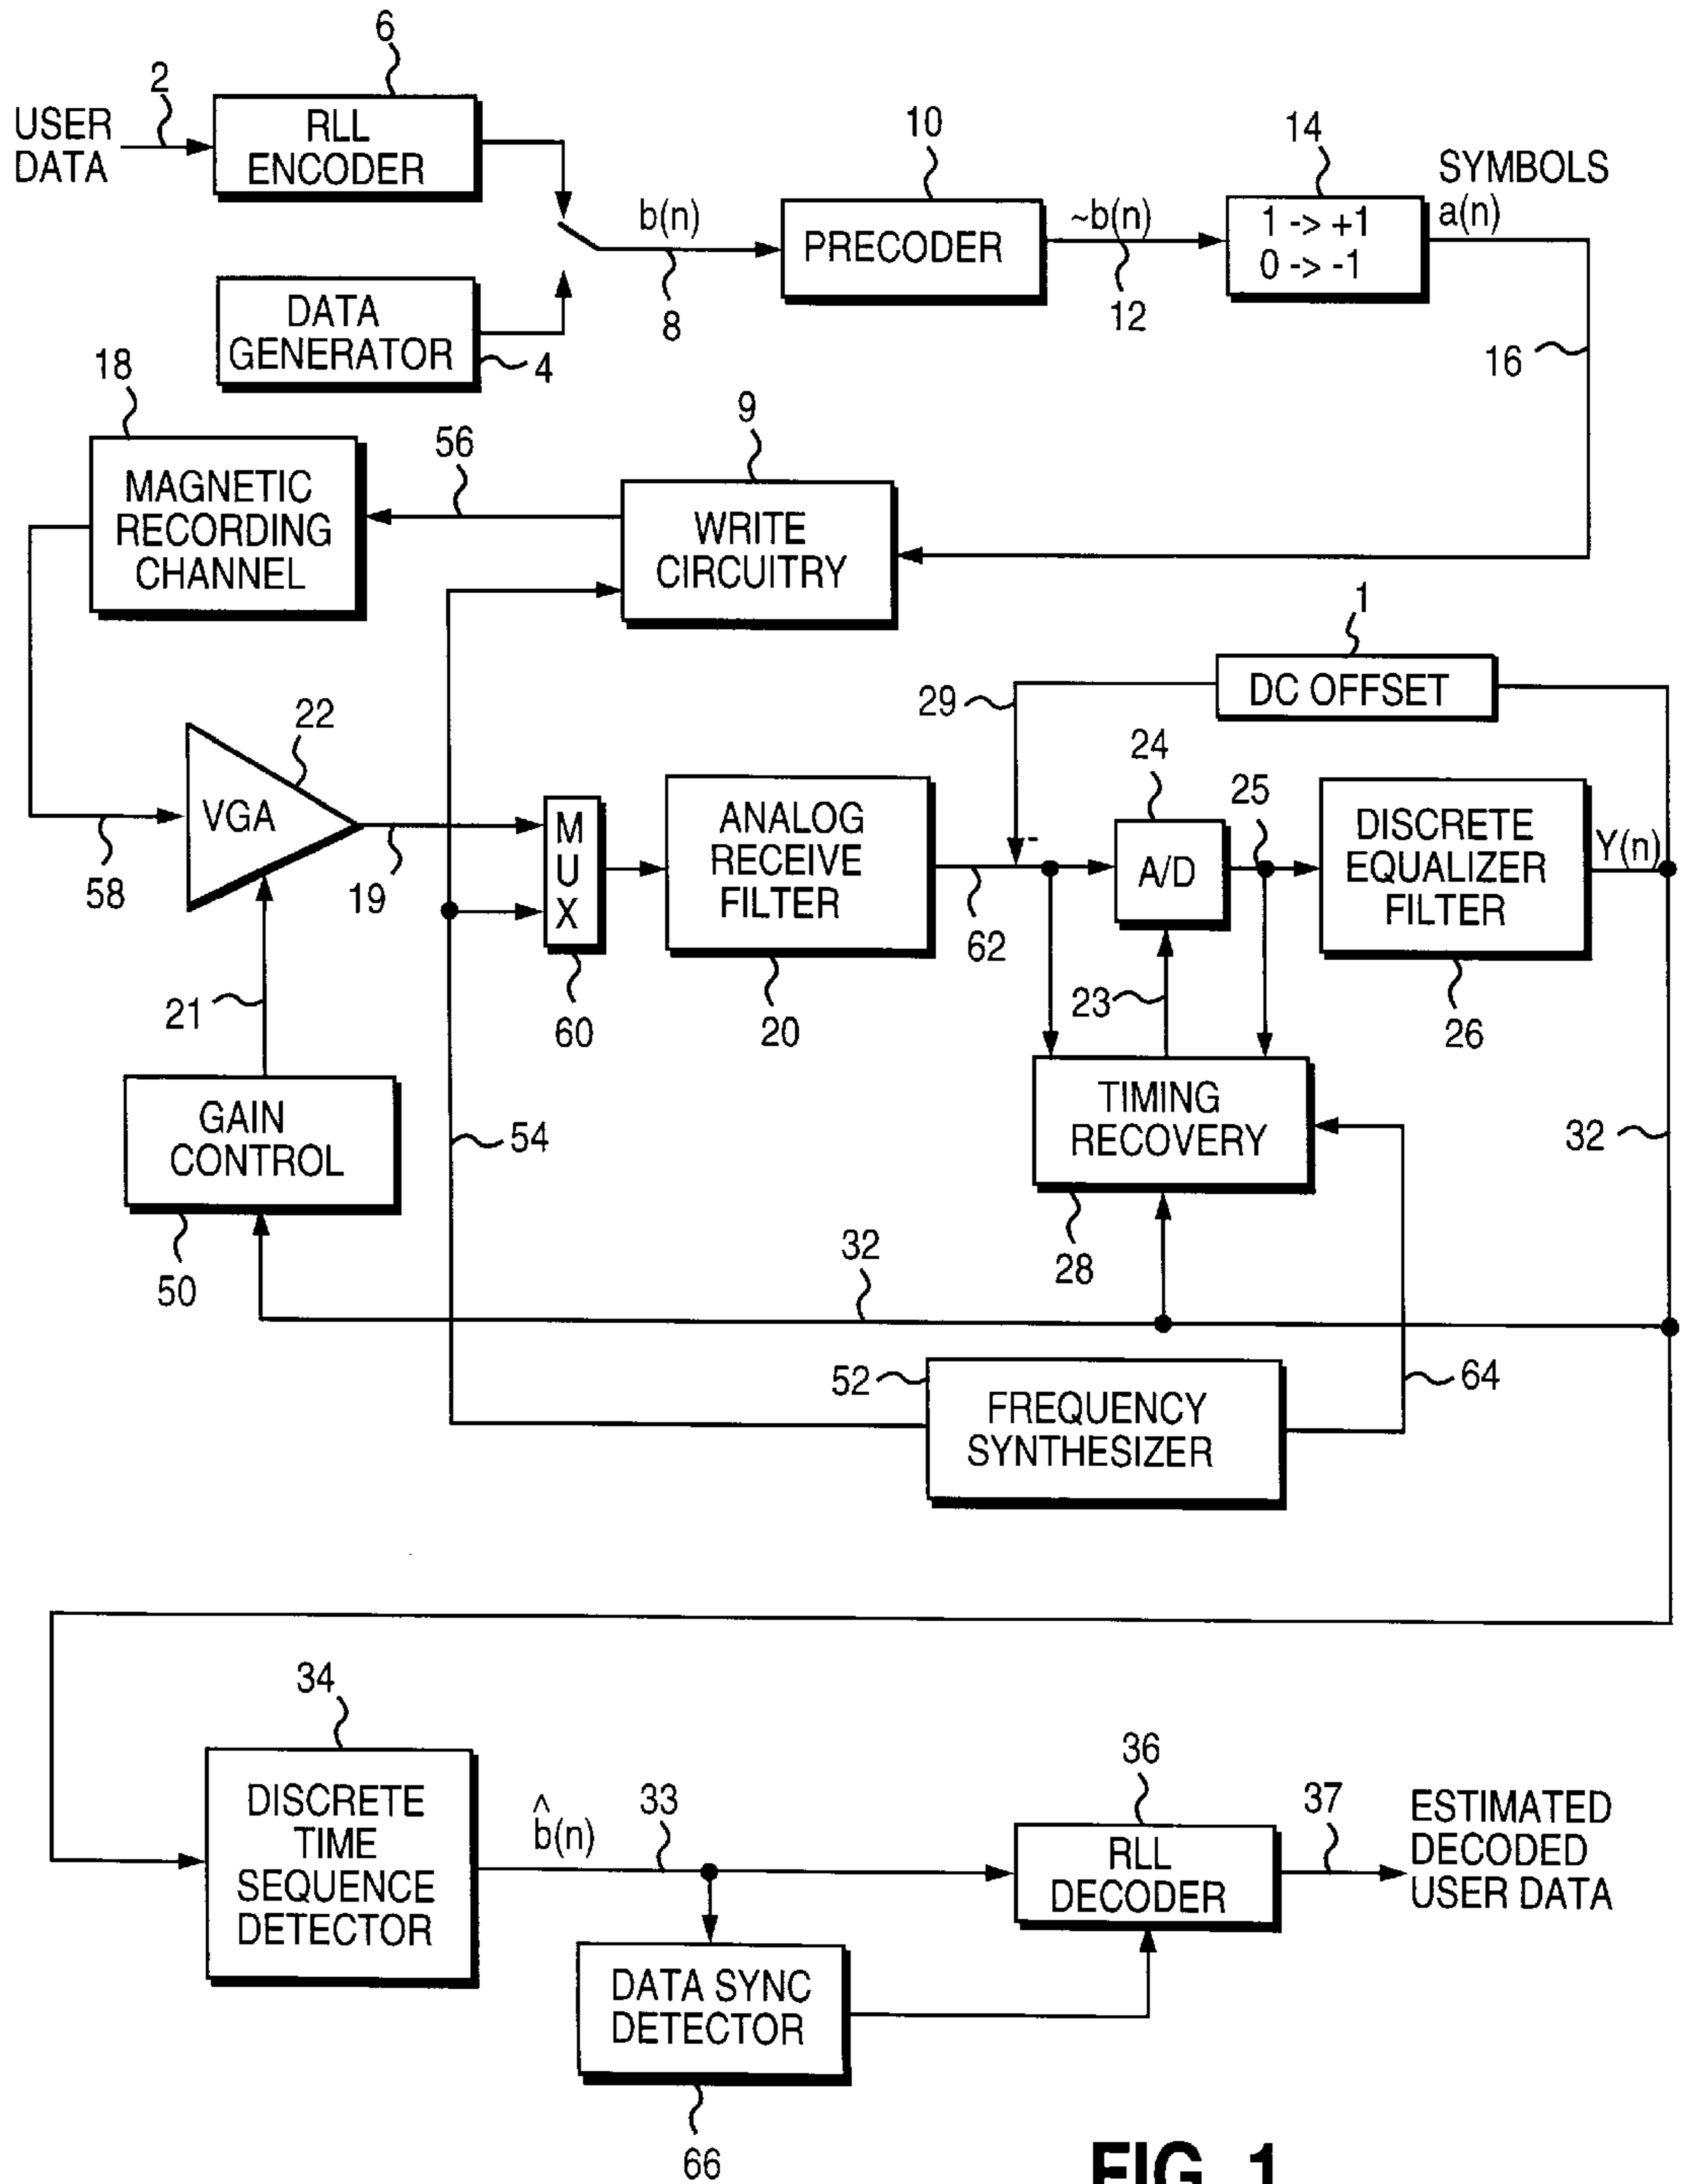 6
2
USER
DATA
RLL
ENCODER
10
14
SYMBOLS
a(n)
b(n)
PRECODER
~b(n)
1 -> +1
0 -> -1
8
12
16
DATA
GENERATOR
4
18
56
9
MAGNETIC
RECORDING
CHANNEL
WRITE
CIRCUITRY
1
29
DC OFFSET
22
24
25
VGA
M
U
X
ANALOG
RECEIVE
FILTER
-
A/D
DISCRETE
EQUALIZER
FILTER
Y(n)
58
19
62
21
60
20
23
26
GAIN
CONTROL
54
TIMING
RECOVERY
32
50
32
28
52
FREQUENCY
SYNTHESIZER
64
34
DISCRETE
TIME
SEQUENCE
DETECTOR
b̂(n)
33
36
RLL
DECODER
37
ESTIMATED
DECODED
USER DATA
DATA SYNC
DETECTOR
66
FIG. 1